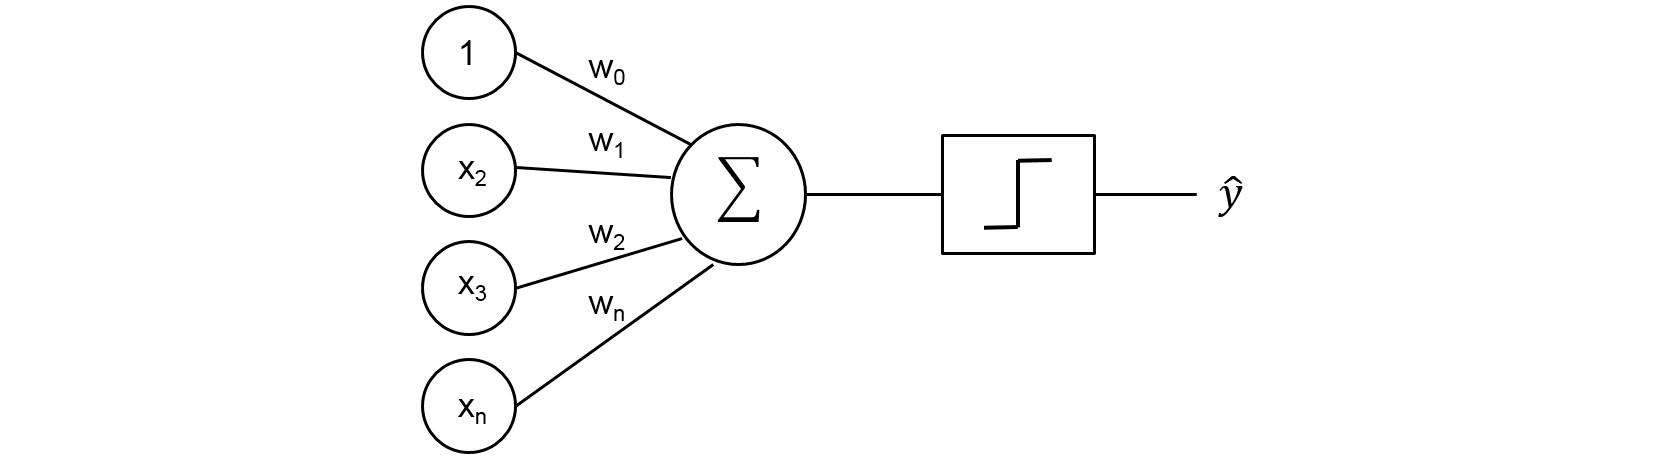 1
w₀
x₂
w₁
∑
ŷ
x₃
w₂
xₙ
wₙ